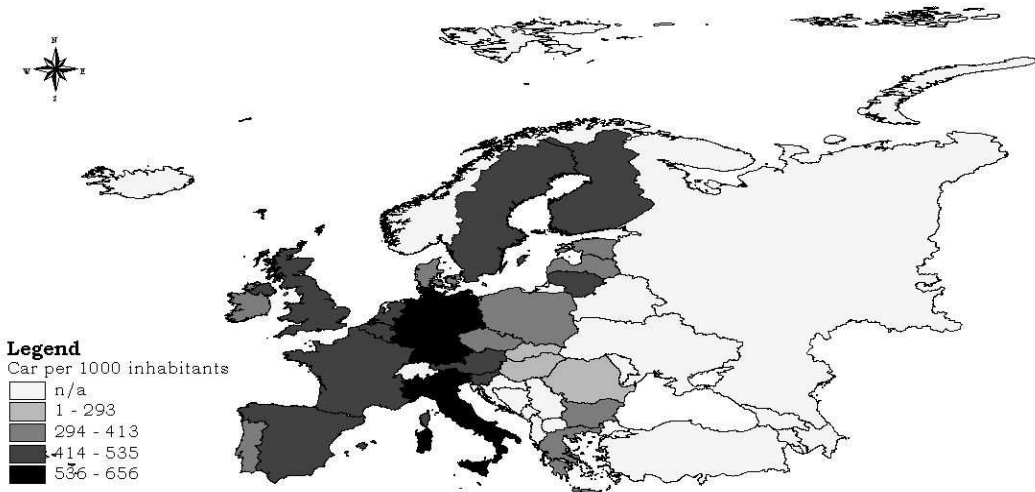 N
W E
S
Legend
Car per 1000 inhabitants
n/a
1 - 293
294 - 413
414 - 535
536 - 656